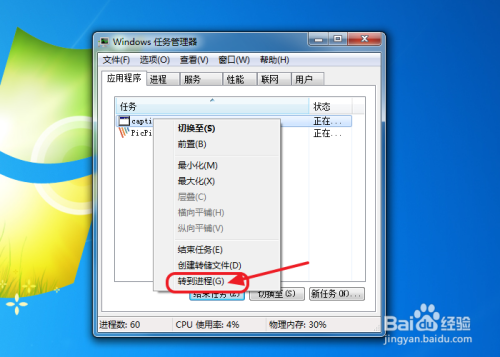 Windows 任务管理器
文件(F) 选项(O) 查看(V) 窗口(W) 帮助(H)
应用程序 进程 服务 性能 联网 用户
任务 状态
capti 正在...
PicPi 正在...
切换至(S)
前置(B)
最小化(M)
最大化(X)
层叠(C)
横向平铺(H)
纵向平铺(V)
结束任务(E)
创建转储文件(D)
转到进程(G)
结束任务(E) 切换至(S) 新任务(N)...
进程数: 60 CPU 使用率: 4% 物理内存: 30%
Baidu 经验
jingyan.baidu.com